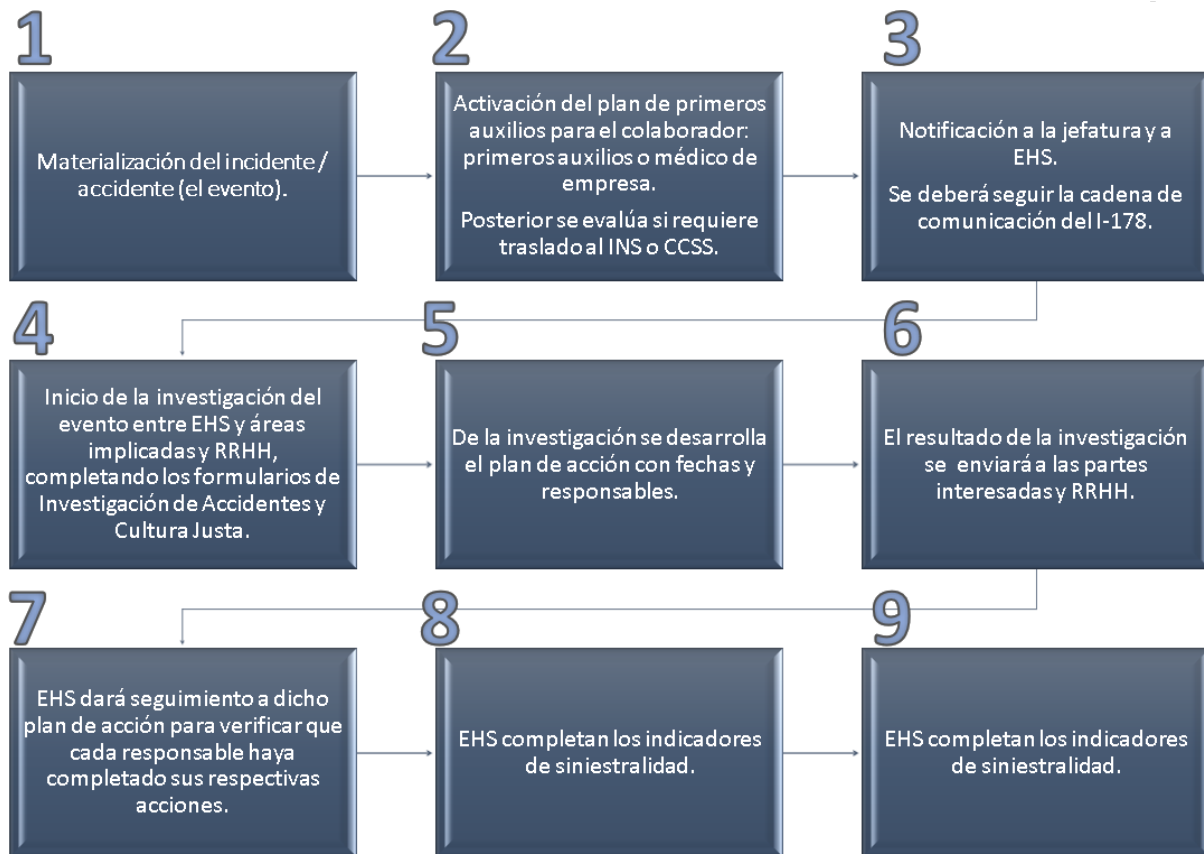 1
Materialización del incidente /
accidente (el evento).
2
Activación del plan de primeros
auxilios para el colaborador:
primeros auxilios o médico de
empresa.
Posterior se evalúa si requiere
traslado al INS o CCSS.
3
Notificación a la jefatura y a
EHS.
Se deberá seguir la cadena de
comunicación del I-178.
4
Inicio de la investigación del
evento entre EHS y áreas
implicadas y RRHH,
completando los formularios de
Investigación de Accidentes y
Cultura Justa.
5
De la investigación se desarrolla
el plan de acción con fechas y
responsables.
6
El resultado de la investigación
se enviará a las partes
interesadas y RRHH.
7
EHS dará seguimiento a dicho
plan de acción para verificar que
cada responsable haya
completado sus respectivas
acciones.
8
EHS completan los indicadores
de siniestralidad.
9
EHS completan los indicadores
de siniestralidad.